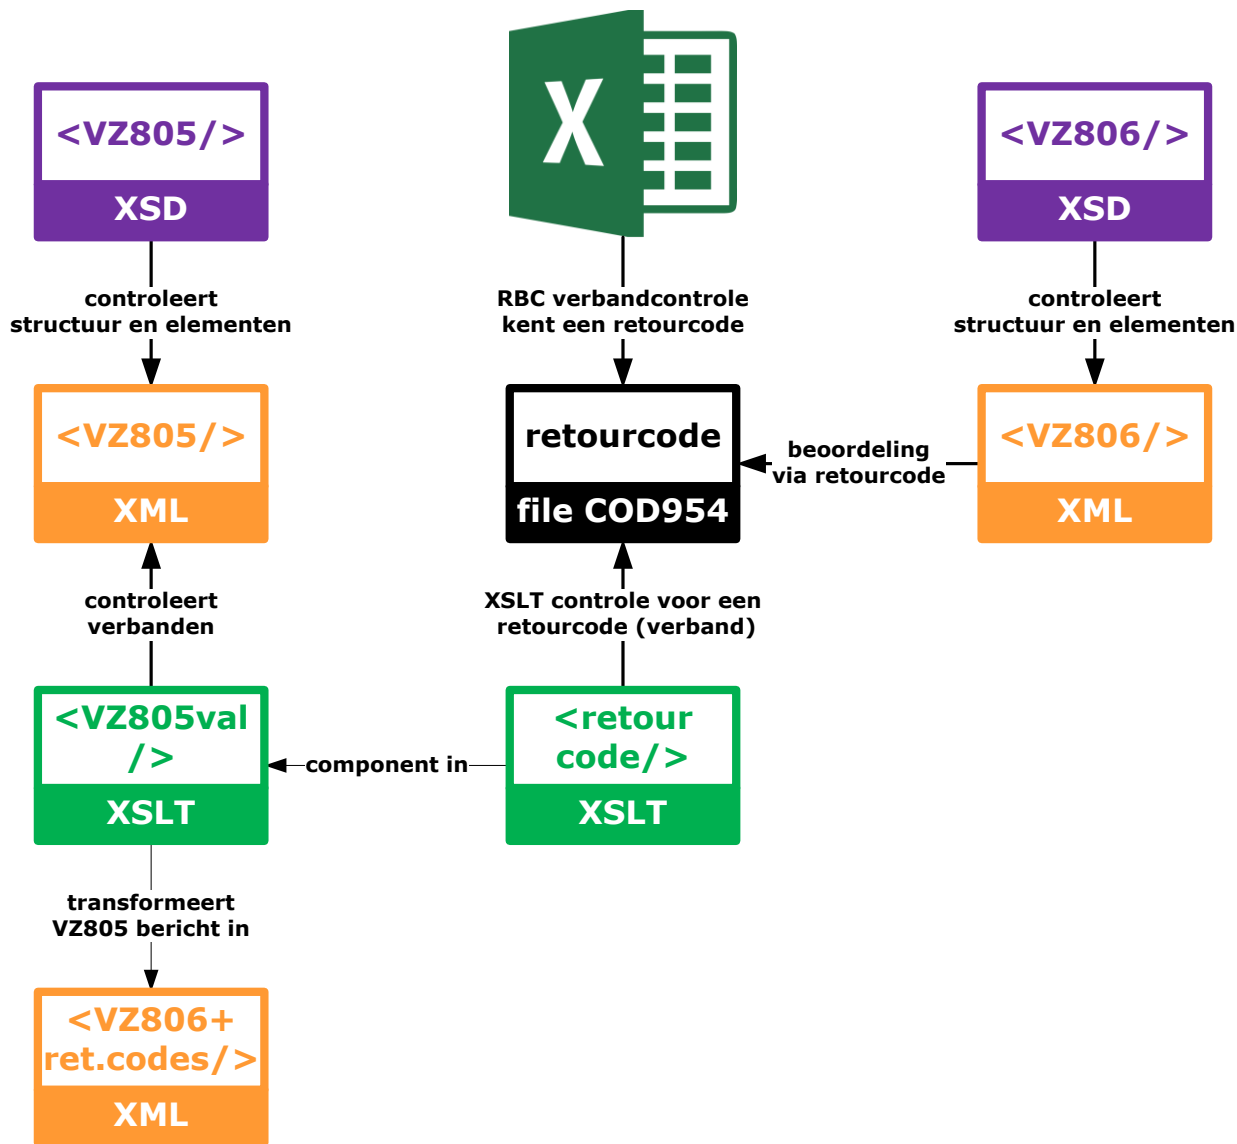 X
<VZ805/>
XSD
<VZ806/>
XSD
controleert
structuur en elementen
RBC verbandcontrole
kent een retourcode
controleert
structuur en elementen
<VZ805/>
XML
retourcode
file COD954
beoordeling
via retourcode
<VZ806/>
XML
controleert
verbanden
XSLT controle voor een
retourcode (verband)
<VZ805val
/>
XSLT
component in
<retour
code/>
XSLT
transformeert
VZ805 bericht in
<VZ806+
ret.codes/>
XML